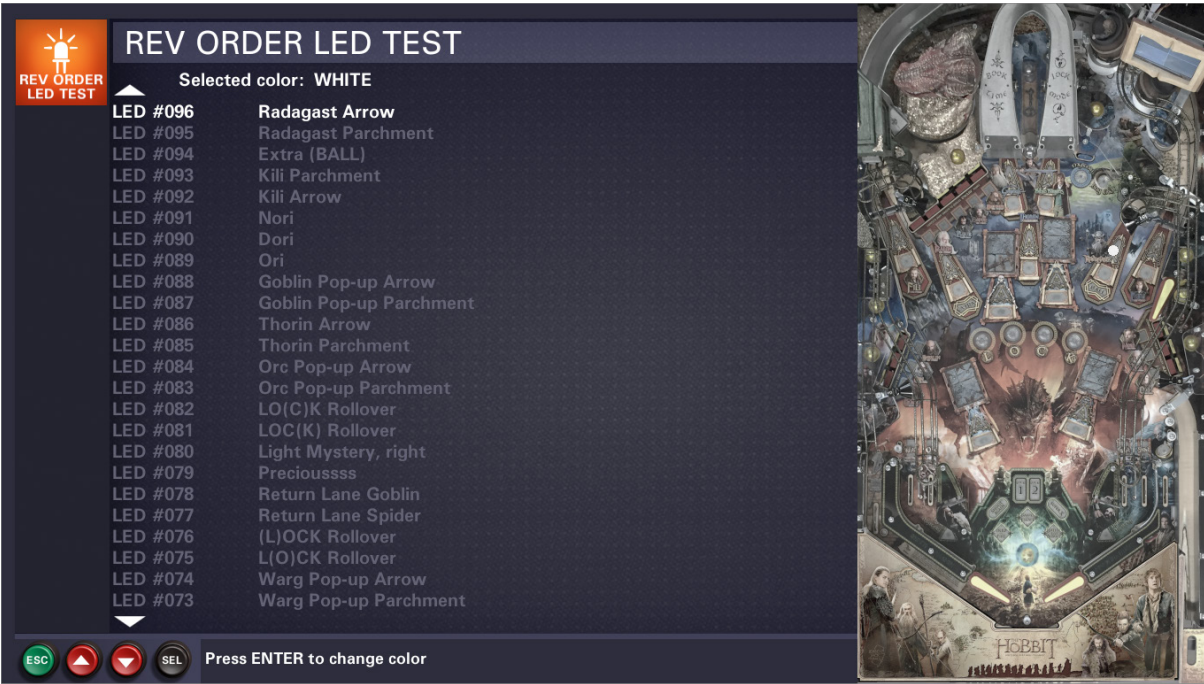 REV ORDER LED TEST
REV ORDER
LED TEST
Selected color: WHITE
LED #096 Radagast Arrow
LED #095 Radagast Parchment
LED #094 Extra (BALL)
LED #093 Kili Parchment
LED #092 Kili Arrow
LED #091 Nori
LED #090 Dori
LED #089 Ori
LED #088 Goblin Pop-up Arrow
LED #087 Goblin Pop-up Parchment
LED #086 Thorin Arrow
LED #085 Thorin Parchment
LED #084 Orc Pop-up Arrow
LED #083 Orc Pop-up Parchment
LED #082 LO(C)K Rollover
LED #081 LOC(K) Rollover
LED #080 Light Mystery, right
LED #079 Preciousssss
LED #078 Return Lane Goblin
LED #077 Return Lane Spider
LED #076 (L)OCK Rollover
LED #075 L(O)CK Rollover
LED #074 Warg Pop-up Arrow
LED #073 Warg Pop-up Parchment
ESC
SEL
Press ENTER to change color
LOCK
HOBBIT